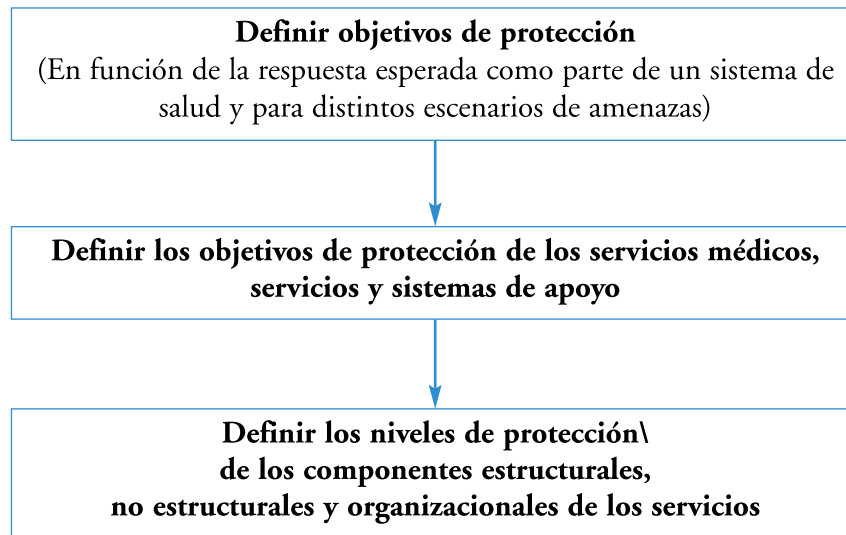 Definir objetivos de protección
(En función de la respuesta esperada como parte de un sistema de
salud y para distintos escenarios de amenazas)
Definir los objetivos de protección de los servicios médicos,
servicios y sistemas de apoyo
Definir los niveles de protección\
de los componentes estructurales,
no estructurales y organizacionales de los servicios